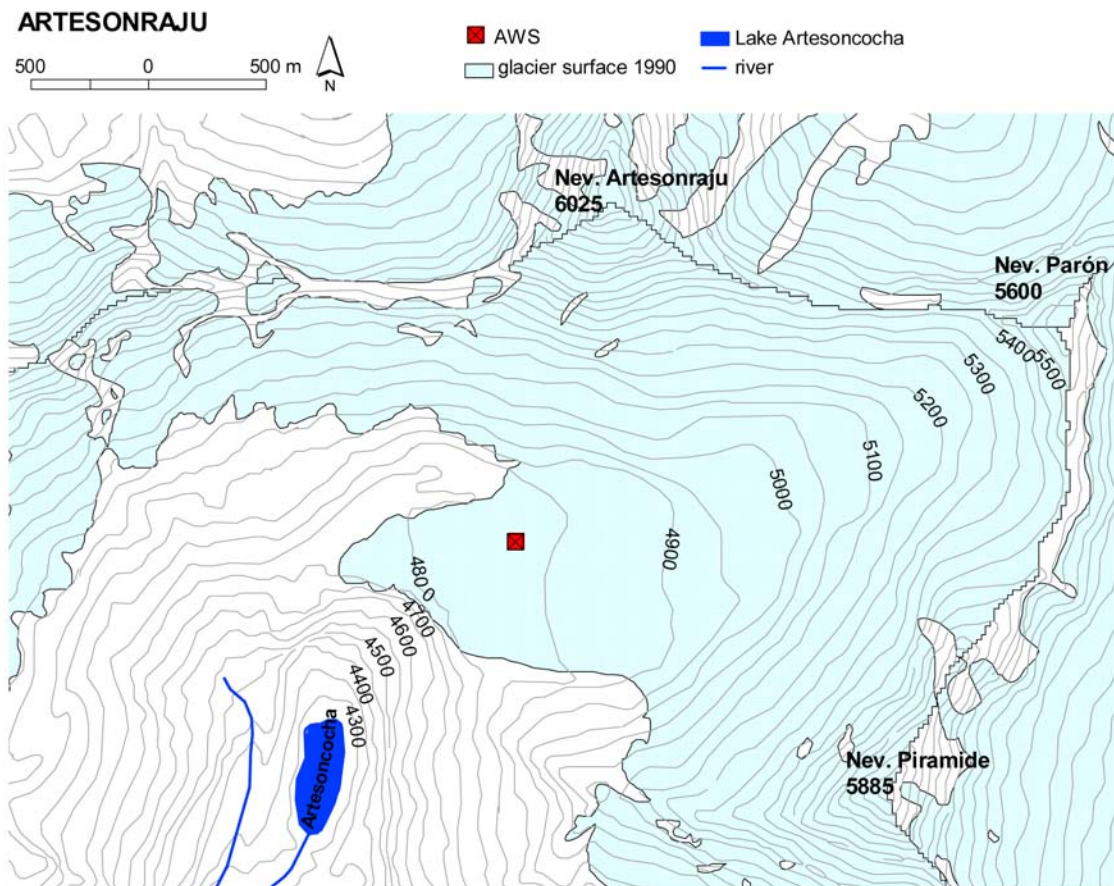 ARTESONRAJU
500 0 500 m
N
AWS
glacier surface 1990
Lake Artesoncocha
river
Nev. Artesonraju
6025
Nev. Parón
5600
5400
5500
5300
5200
5100
5000
4900
4800
4700
4600
4500
4400
4300
Artesoncocha
Nev. Piramide
5885